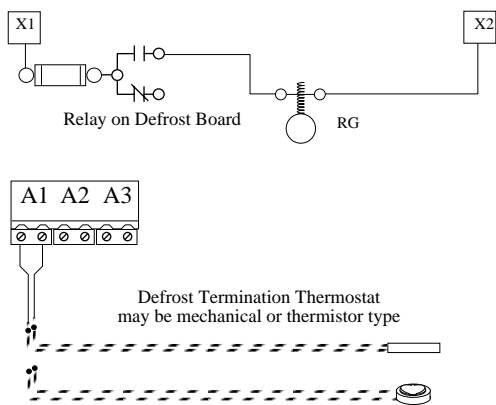 X1
X2
Relay on Defrost Board
RG
A1 A2 A3
Defrost Termination Thermostat
may be mechanical or thermistor type